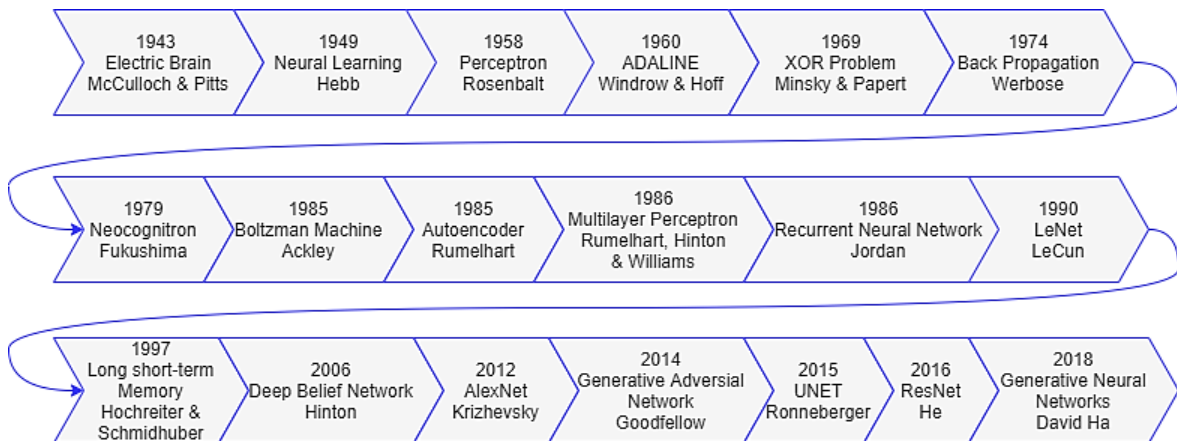 1943
Electric Brain
McCulloch & Pitts
1949
Neural Learning
Hebb
1958
Perceptron
Rosenbalt
1960
ADALINE
Windrow & Hoff
1969
XOR Problem
Minsky & Papert
1974
Back Propagation
Werbose
1979
Neocognitron
Fukushima
1985
Boltzman Machine
Ackley
1985
Autoencoder
Rumelhart
1986
Multilayer Perceptron
Rumelhart, Hinton
& Williams
1986
Recurrent Neural Network
Jordan
1990
LeNet
LeCun
1997
Long short-term
Memory
Hochreiter &
Schmidhuber
2006
Deep Belief Network
Hinton
2012
AlexNet
Krizhevsky
2014
Generative Adversial
Network
Goodfellow
2015
UNET
Ronneberger
2016
ResNet
He
2018
Generative Neural
Networks
David Ha